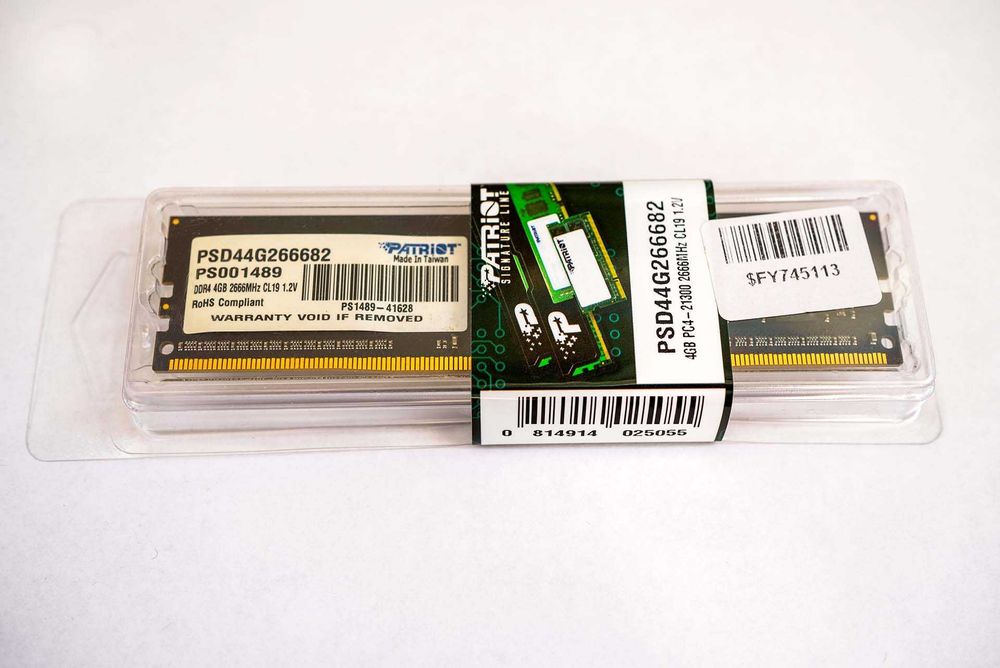 PSD44G266682
PATRIOT
Made In Taiwan
PS001489
DDR4 4GB 2666MHz CL19 1.2V
RoHS Compliant
PS1489-41628
WARRANTY VOID IF REMOVED
PATRIOT
SIGNATURE LINE
PATRIOT
P
P
PSD44G266682
4GB PC4-21300 2666MHz CL19 1.2V
0 814914 025055
$FY745113